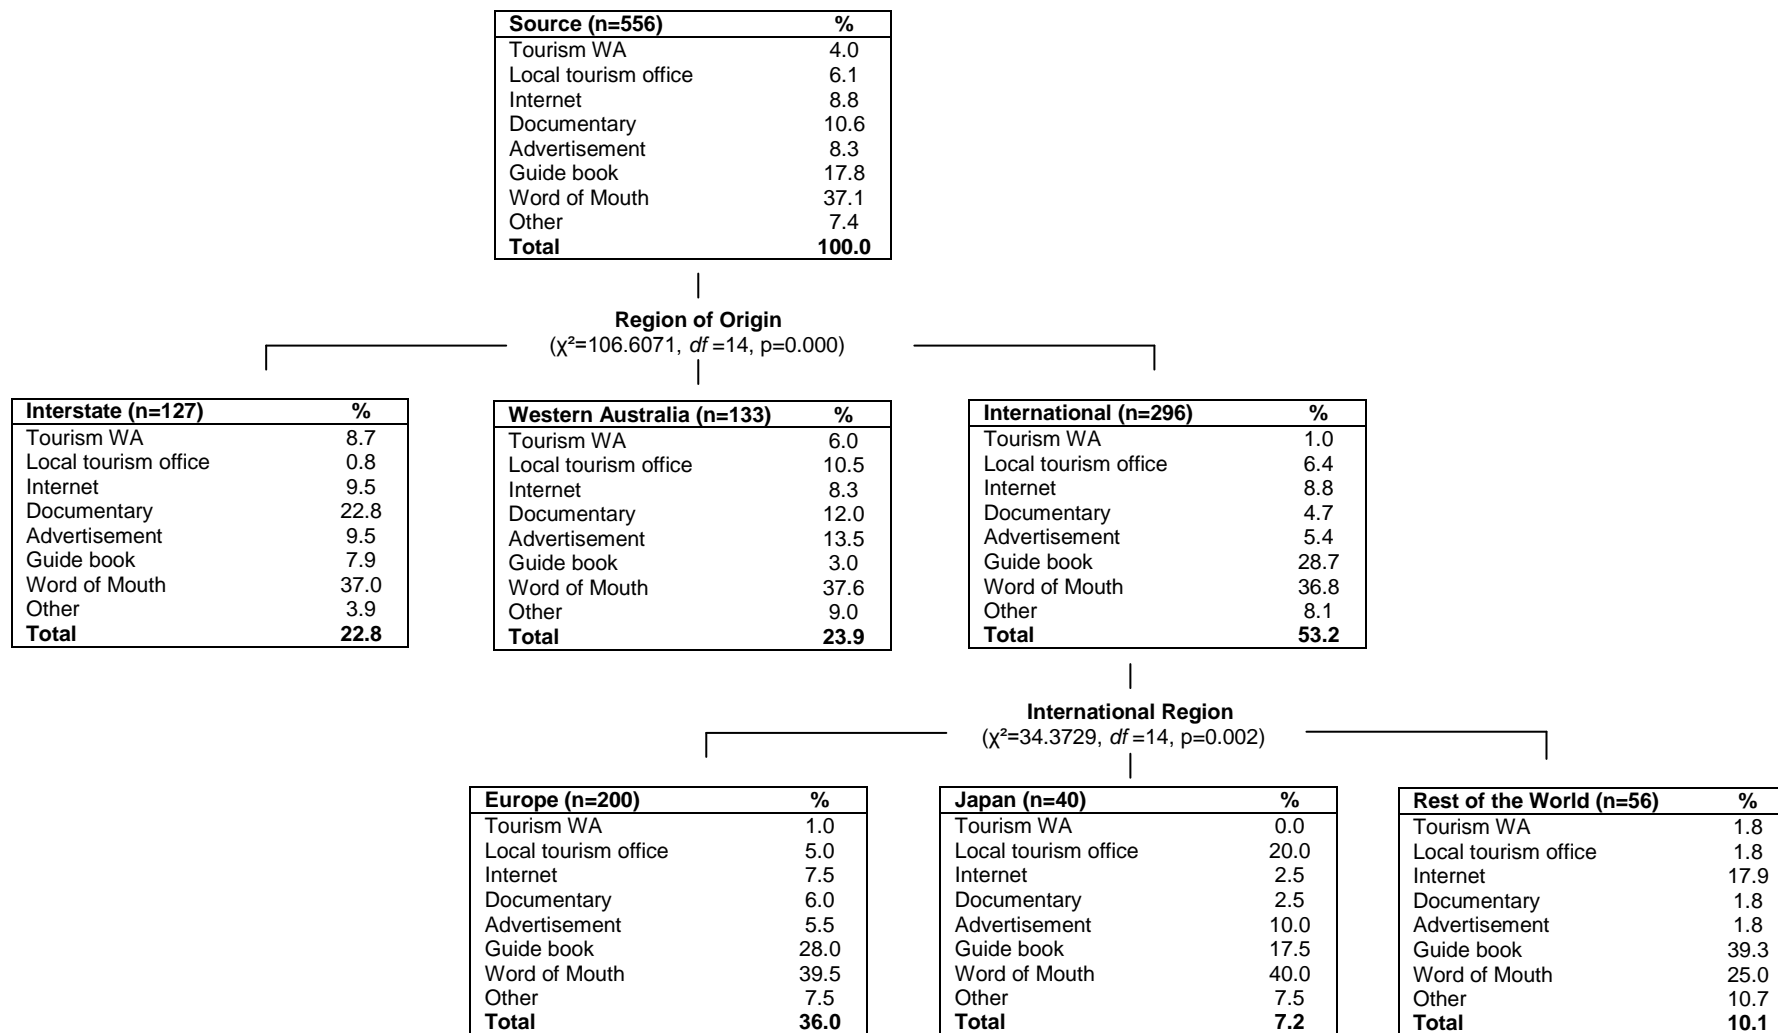 Source (n=556) %
Tourism WA 4.0
Local tourism office 6.1
Internet 8.8
Documentary 10.6
Advertisement 8.3
Guide book 17.8
Word of Mouth 37.1
Other 7.4
Total 100.0
Region of Origin
(χ²=106.6071, df=14, p=0.000)
Interstate (n=127) %
Tourism WA 8.7
Local tourism office 0.8
Internet 9.5
Documentary 22.8
Advertisement 9.5
Guide book 7.9
Word of Mouth 37.0
Other 3.9
Total 22.8
Western Australia (n=133) %
Tourism WA 6.0
Local tourism office 10.5
Internet 8.3
Documentary 12.0
Advertisement 13.5
Guide book 3.0
Word of Mouth 37.6
Other 9.0
Total 23.9
International (n=296) %
Tourism WA 1.0
Local tourism office 6.4
Internet 8.8
Documentary 4.7
Advertisement 5.4
Guide book 28.7
Word of Mouth 36.8
Other 8.1
Total 53.2
International Region
(χ²=34.3729, df=14, p=0.002)
Europe (n=200) %
Tourism WA 1.0
Local tourism office 5.0
Internet 7.5
Documentary 6.0
Advertisement 5.5
Guide book 28.0
Word of Mouth 39.5
Other 7.5
Total 36.0
Japan (n=40) %
Tourism WA 0.0
Local tourism office 20.0
Internet 2.5
Documentary 2.5
Advertisement 10.0
Guide book 17.5
Word of Mouth 40.0
Other 7.5
Total 7.2
Rest of the World (n=56) %
Tourism WA 1.8
Local tourism office 1.8
Internet 17.9
Documentary 1.8
Advertisement 1.8
Guide book 39.3
Word of Mouth 25.0
Other 10.7
Total 10.1